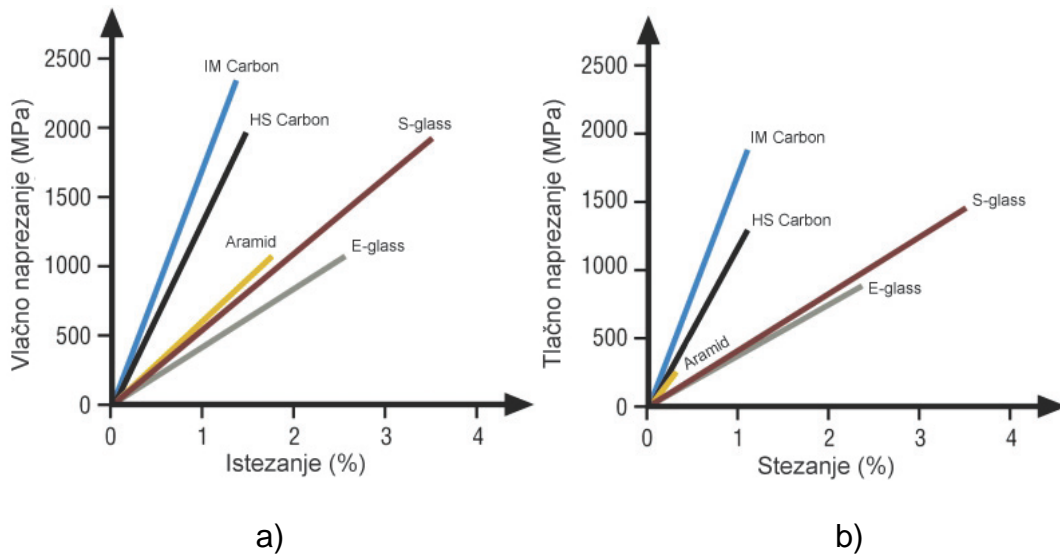 Vlačno naprezanje (MPa)
2500
2000
1500
1000
500
0
IM Carbon
HS Carbon
S-glass
Aramid
E-glass
0 1 2 3 4
Istezanje (%)
a)
Tlačno naprezanje (MPa)
2500
2000
1500
1000
500
0
IM Carbon
HS Carbon
S-glass
E-glass
Aramid
0 1 2 3 4
Stezanje (%)
b)